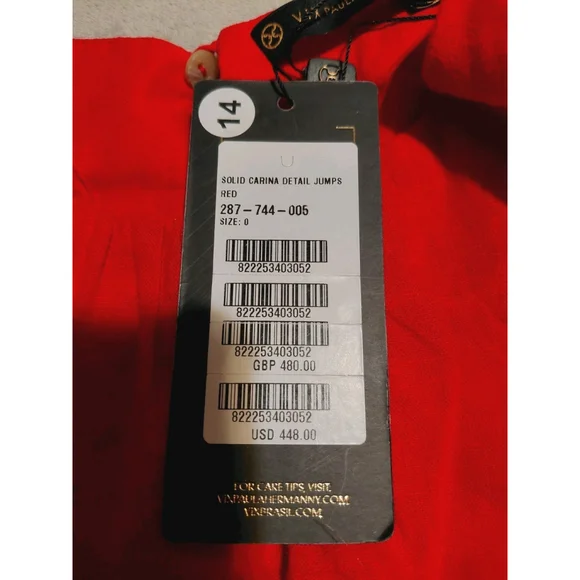 14
SOLID CARINA DETAIL JUMPS
RED
287-744-005
SIZE: 0
822253403052
822253403052
822253403052
GBP 480.00
822253403052
USD 448.00
FOR CARE TIPS, VISIT.
VIXPAULAHERMANNY.COM
VIXBRASIL.COM